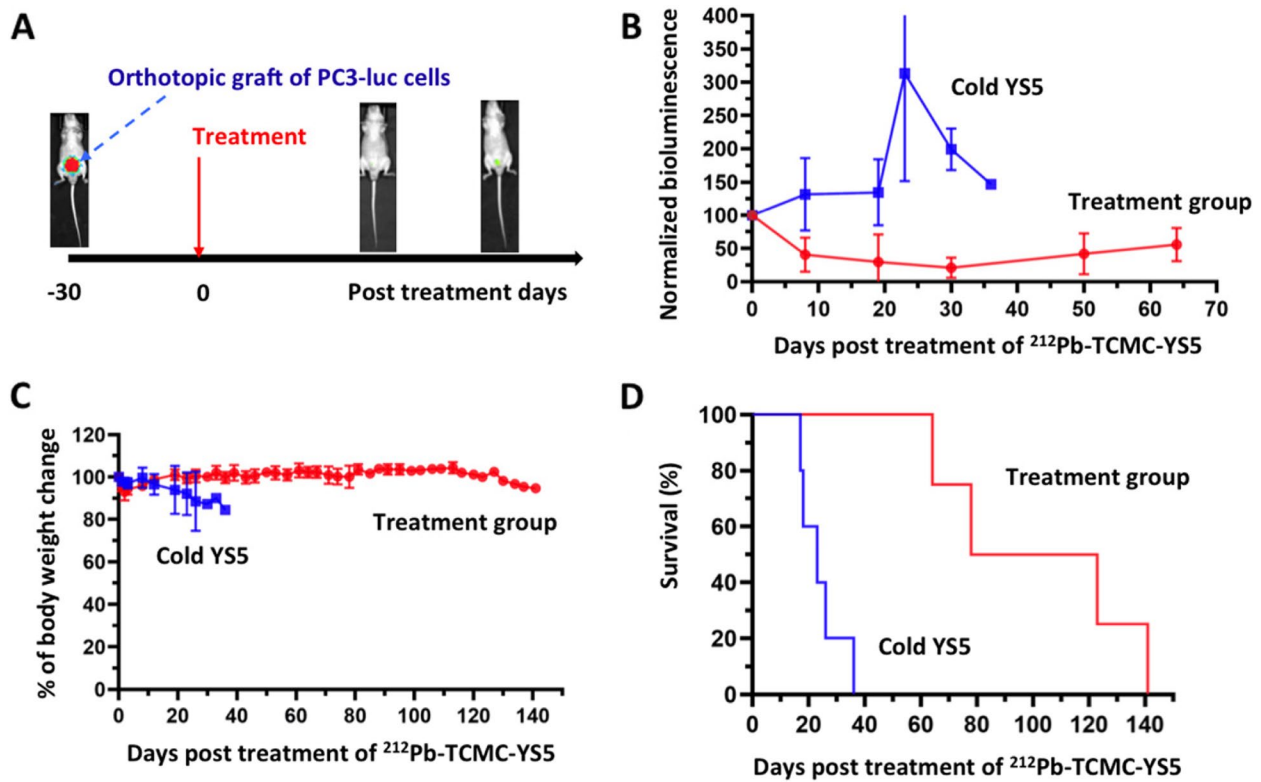 A
Orthotopic graft of PC3-luc cells
Treatment
-30
0
Post treatment days
B
Normalized bioluminescence
400
350
300
250
200
150
100
50
0
Cold YS5
Treatment group
0 10 20 30 40 50 60 70
Days post treatment of ²¹²Pb-TCMC-YS5
C
% of body weight change
120
100
80
60
40
20
0
Treatment group
Cold YS5
0 20 40 60 80 100 120 140
Days post treatment of ²¹²Pb-TCMC-YS5
D
Survival (%)
100
80
60
40
20
0
Treatment group
Cold YS5
0 20 40 60 80 100 120 140
Days post treatment of ²¹²Pb-TCMC-YS5